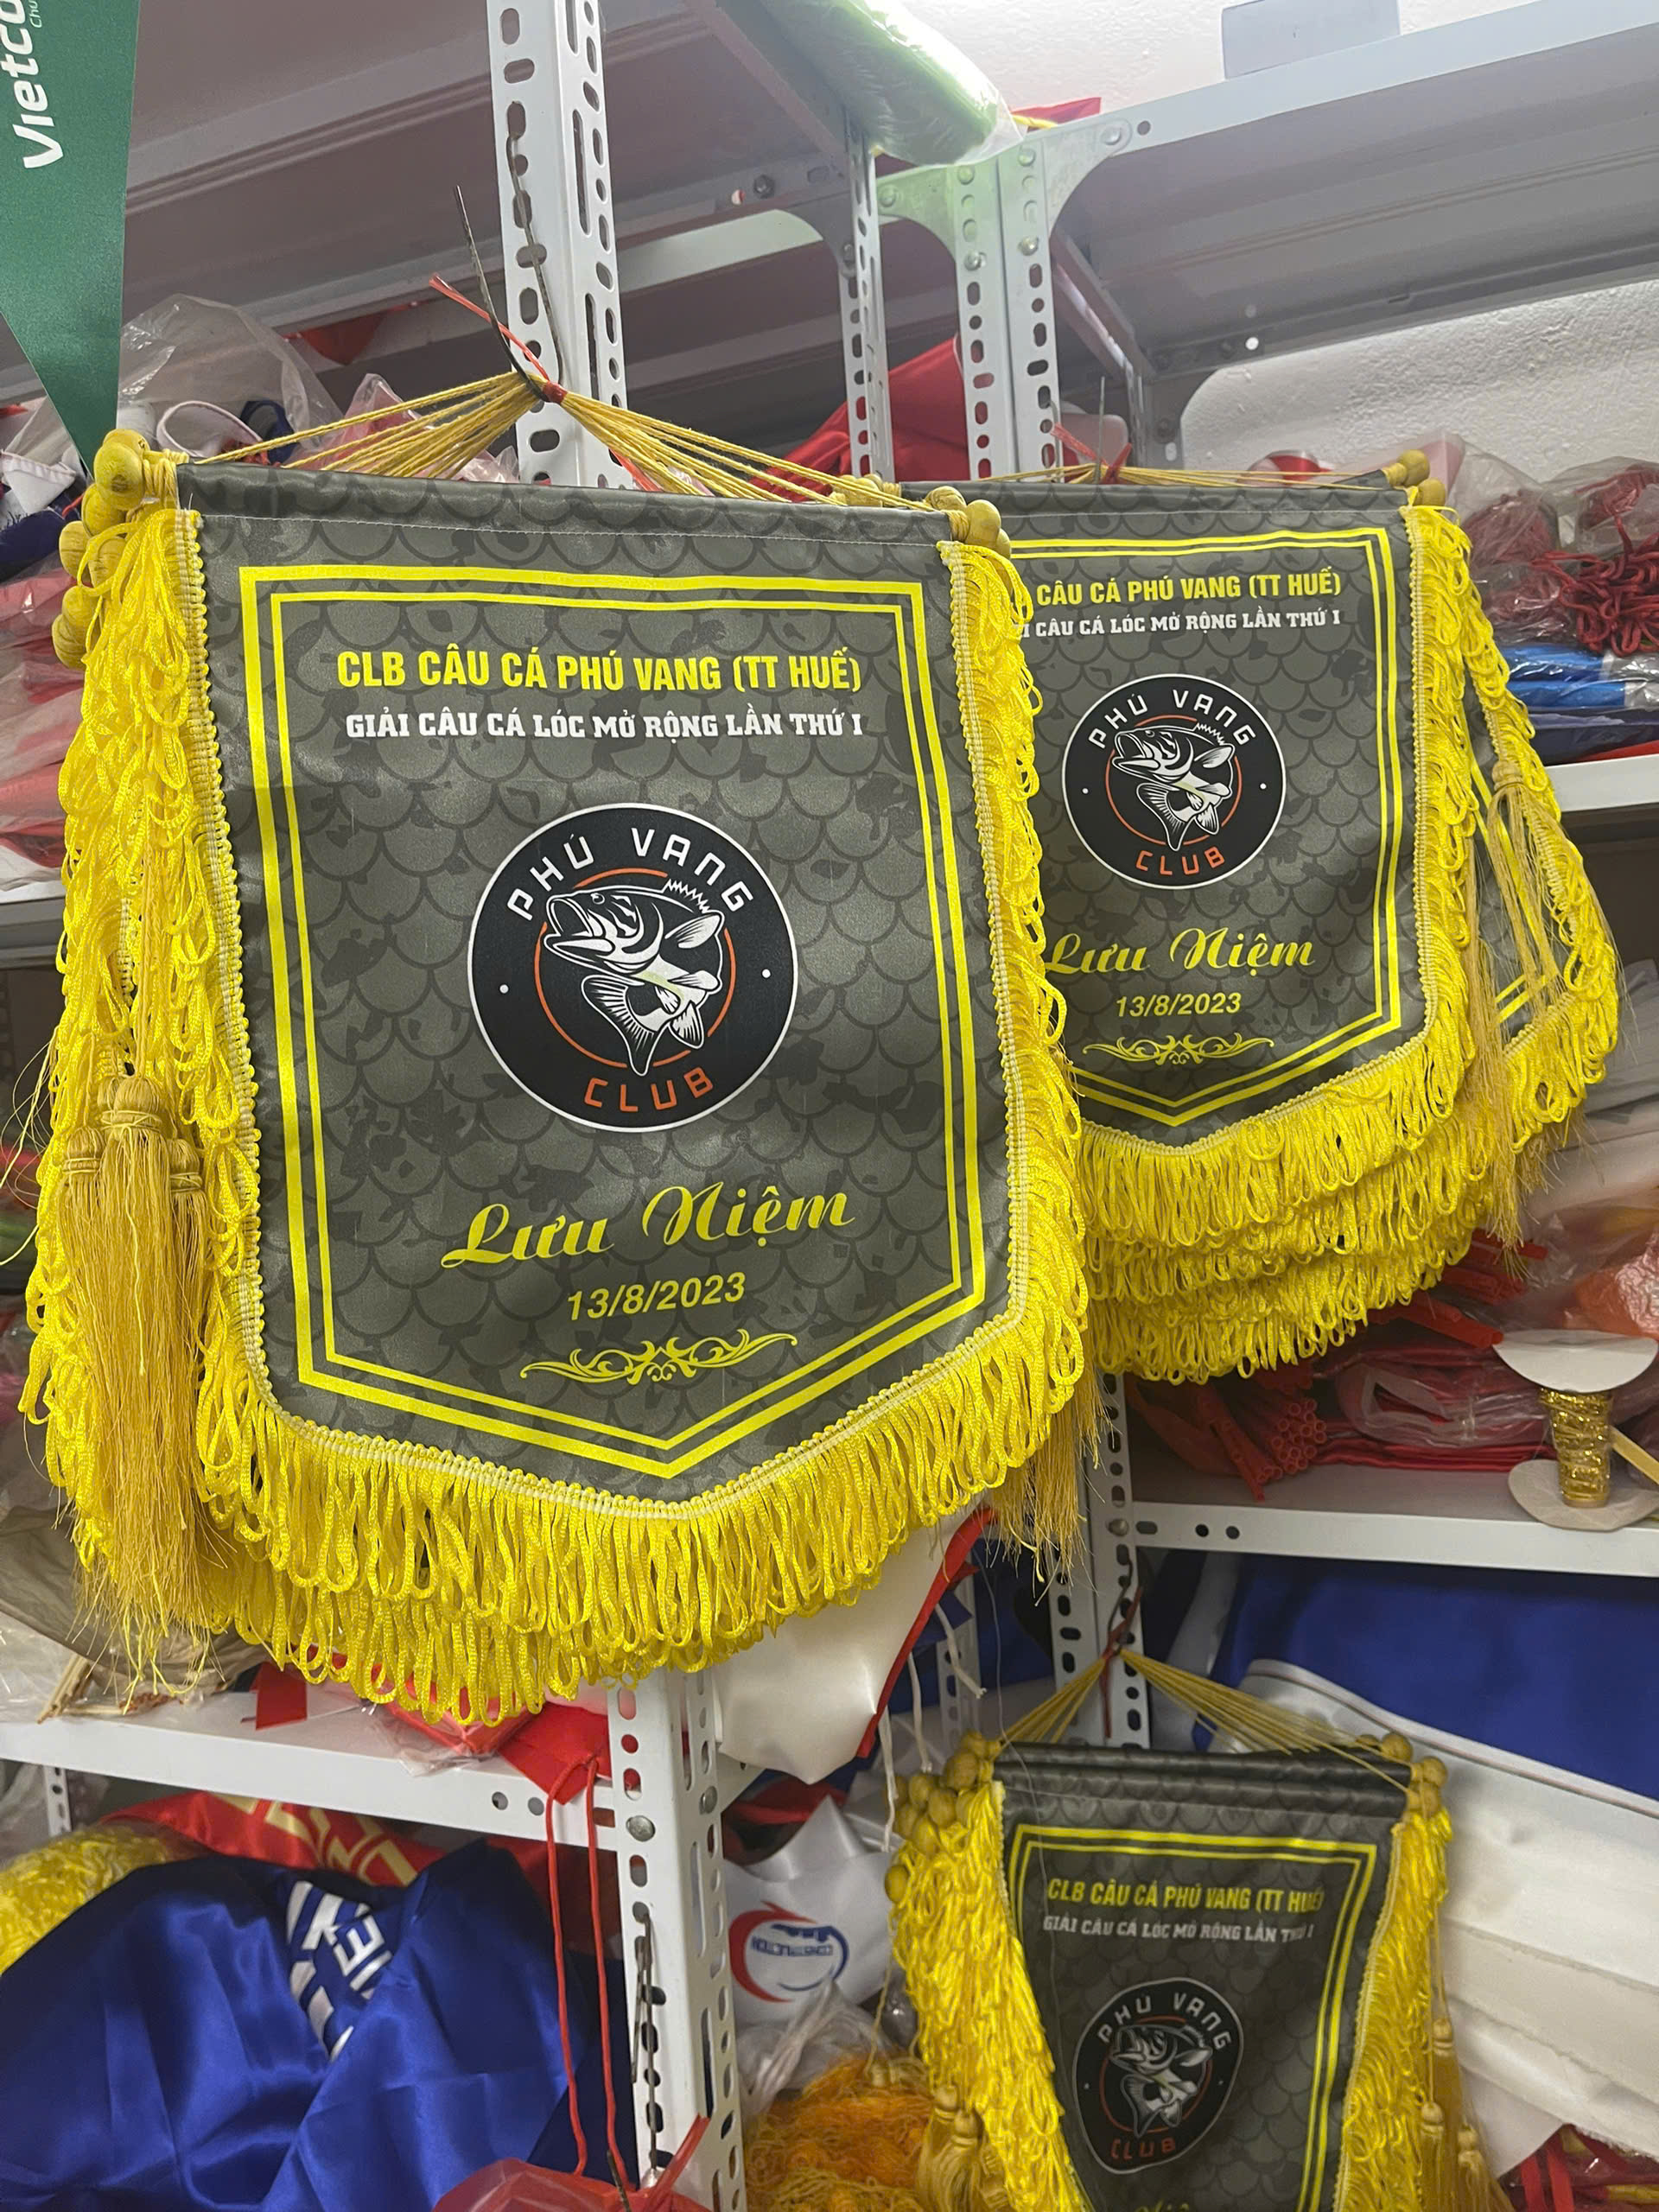 Vietco
CLB CÂU CÁ PHÚ VANG (TT HUẾ)
GIẢI CÂU CÁ LÓC MỞ RỘNG LẦN THỨ I
PHÚ VANG
CLUB
Lưu Niệm
13/8/2023
CÂU CÁ PHÚ VANG (TT HUẾ)
I CÂU CÁ LÓC MỞ RỘNG LẦN THỨ I
PHÚ VANG
CLUB
Lưu Niệm
13/8/2023
CLB CÂU CÁ PHÚ VANG (TT HUẾ)
GIẢI CÂU CÁ LÓC MỞ RỘNG LẦN THỨ I
PHÚ VANG
CLUB